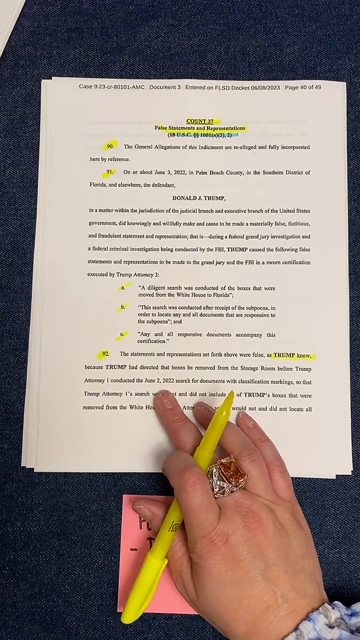 Case 9:23-cr-80101-AMC Document 3 Entered on FLSD Docket 06/08/2023 Page 40 of 49
COUNT 37
False Statements and Representations
(18 U.S.C. §§ 1001(a)(2), 2)
90. The General Allegations of this Indictment are re-alleged and fully incorporated
here by reference.
91. On or about June 3, 2022, in Palm Beach County, in the Southern District of
Florida, and elsewhere, the defendant,
DONALD J. TRUMP,
in a matter within the jurisdiction of the judicial branch and executive branch of the United States
government, did knowingly and willfully make and cause to be made a materially false, fictitious,
and fraudulent statement and representation; that is—during a federal grand jury investigation and
a federal criminal investigation being conducted by the FBI, TRUMP caused the following false
statements and representations to be made to the grand jury and the FBI in a sworn certification
executed by Trump Attorney 3:
a. "A diligent search was conducted of the boxes that were
moved from the White House to Florida";
b. "This search was conducted after receipt of the subpoena, in
order to locate any and all documents that are responsive to
the subpoena"; and
c. "Any and all responsive documents accompany this
certification."
92. The statements and representations set forth above were false, as TRUMP knew,
because TRUMP had directed that boxes be removed from the Storage Room before Trump
Attorney 1 conducted the June 2, 2022 search for documents with classification markings, so that
Trump Attorney 1's search would not and did not include of TRUMP's boxes that were
removed from the White would not and did not locate all